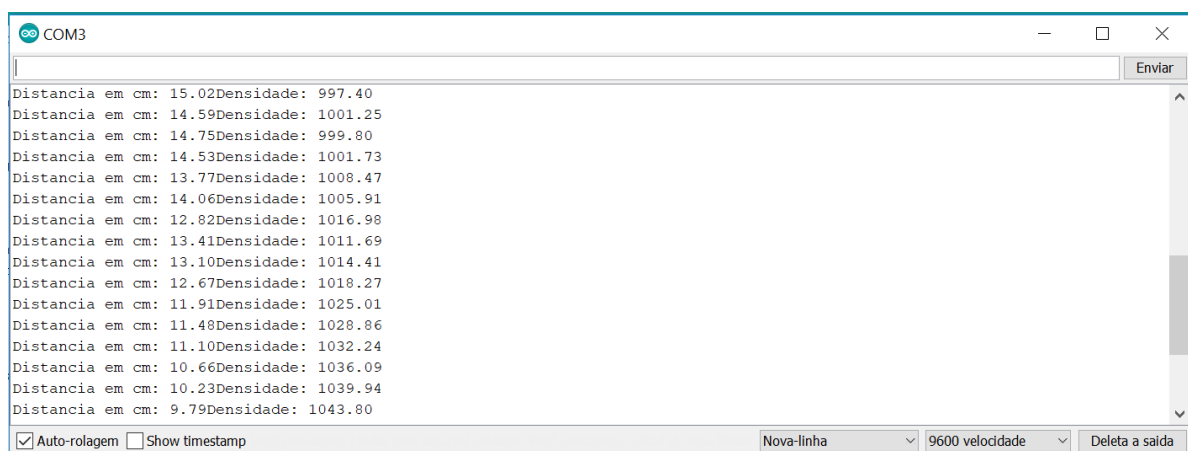 COM3
Enviar
Distancia em cm: 15.02Densidade: 997.40
Distancia em cm: 14.59Densidade: 1001.25
Distancia em cm: 14.75Densidade: 999.80
Distancia em cm: 14.53Densidade: 1001.73
Distancia em cm: 13.77Densidade: 1008.47
Distancia em cm: 14.06Densidade: 1005.91
Distancia em cm: 12.82Densidade: 1016.98
Distancia em cm: 13.41Densidade: 1011.69
Distancia em cm: 13.10Densidade: 1014.41
Distancia em cm: 12.67Densidade: 1018.27
Distancia em cm: 11.91Densidade: 1025.01
Distancia em cm: 11.48Densidade: 1028.86
Distancia em cm: 11.10Densidade: 1032.24
Distancia em cm: 10.66Densidade: 1036.09
Distancia em cm: 10.23Densidade: 1039.94
Distancia em cm: 9.79Densidade: 1043.80
Auto-rolagem Show timestamp Nova-linha 9600 velocidade Deleta a saida